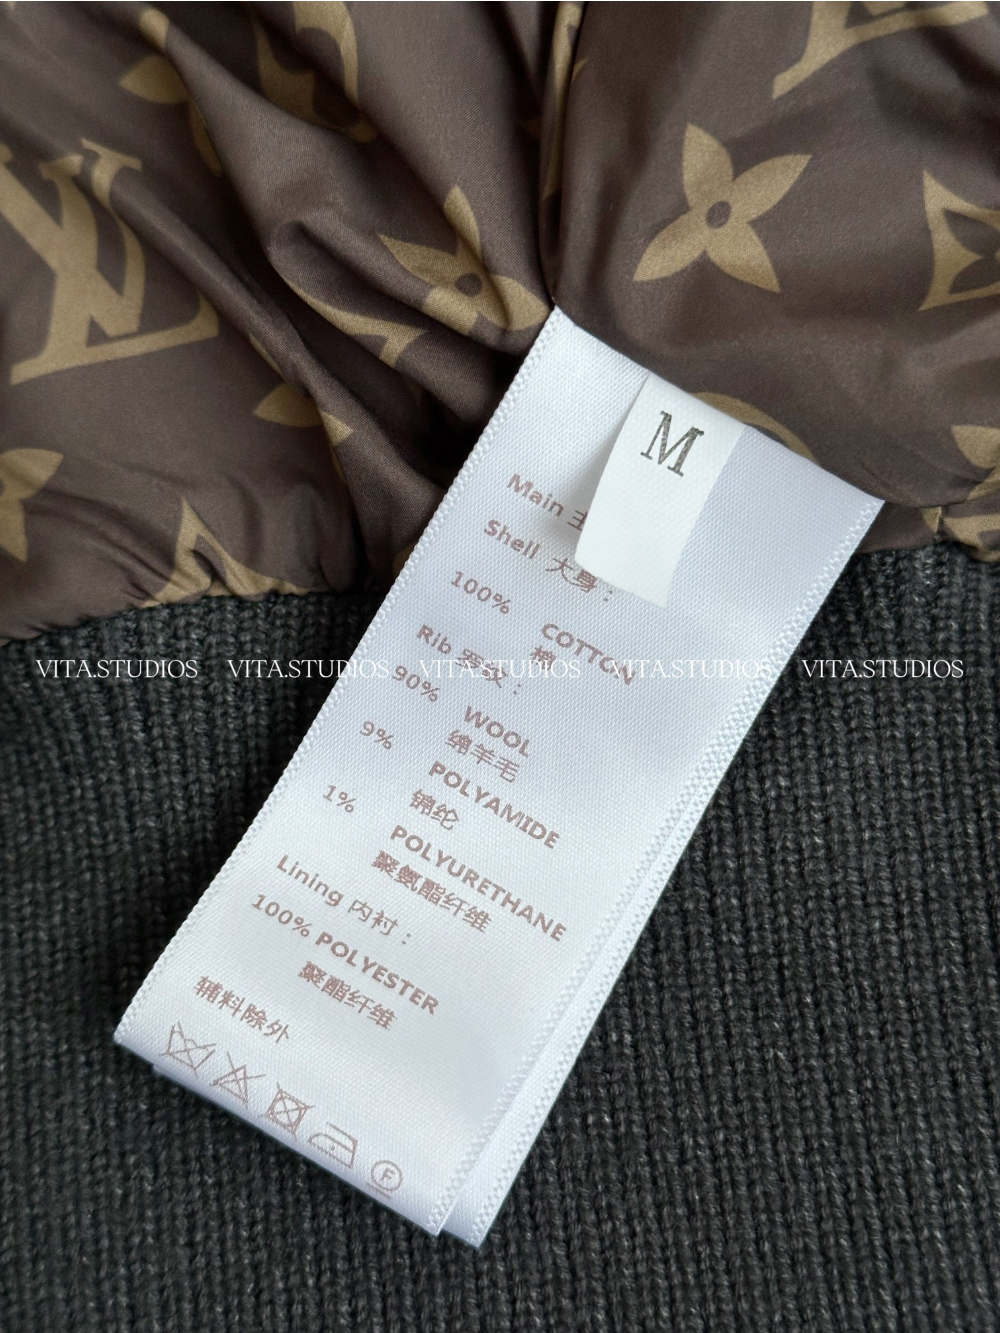 M
Main 主
Shell 大身：
100% COTTON
棉
Rib 罗纹：
90% WOOL
绵羊毛
9% POLYAMIDE
锦纶
1% POLYURETHANE
聚氨酯纤维
Lining 内衬：
100% POLYESTER
聚酯纤维
辅料除外
F
VITA.STUDIOS VITA.STUDIOS VITA.STUDIOS VITA.STUDIOS VITA.STUDIOS